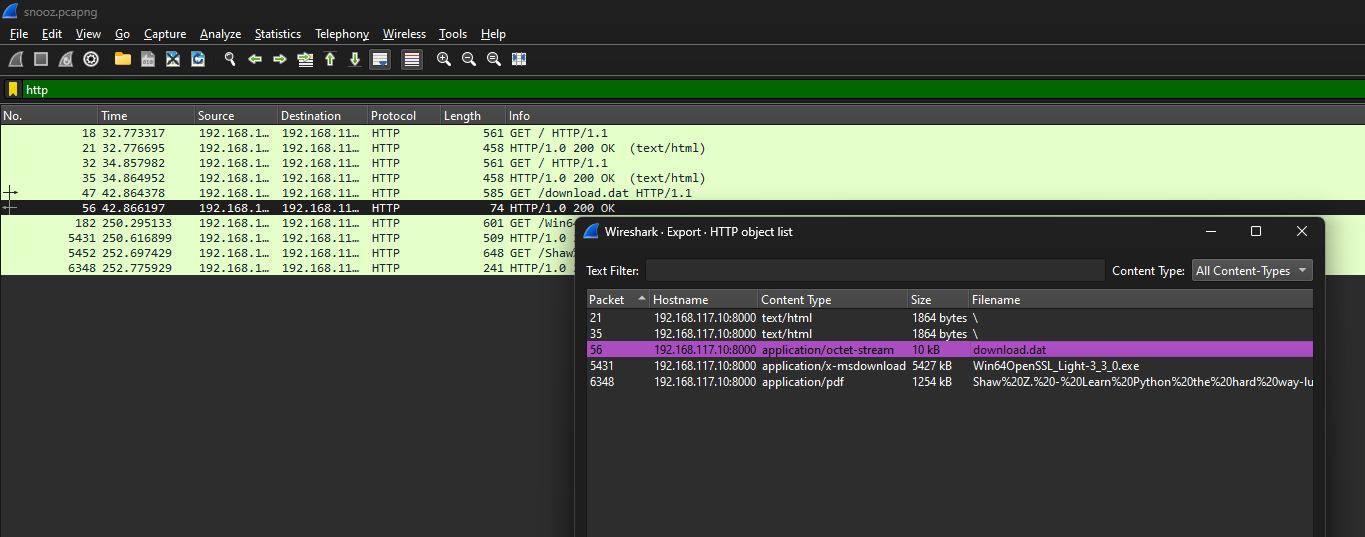 snooz.pcapng
File Edit View Go Capture Analyze Statistics Telephony Wireless Tools Help
http
No. Time Source Destination Protocol Length Info
18 32.773317 192.168.1… 192.168.11… HTTP 561 GET / HTTP/1.1
21 32.776695 192.168.1… 192.168.11… HTTP 458 HTTP/1.0 200 OK (text/html)
32 34.857982 192.168.1… 192.168.11… HTTP 561 GET / HTTP/1.1
35 34.864952 192.168.1… 192.168.11… HTTP 458 HTTP/1.0 200 OK (text/html)
47 42.864378 192.168.1… 192.168.11… HTTP 585 GET /download.dat HTTP/1.1
56 42.866197 192.168.1… 192.168.11… HTTP 74 HTTP/1.0 200 OK
182 250.295133 192.168.1… 192.168.11… HTTP 601 GET /Win64
5431 250.616899 192.168.1… 192.168.11… HTTP 509 HTTP/1.0
5452 252.697429 192.168.1… 192.168.11… HTTP 648 GET /Shaw
6348 252.775929 192.168.1… 192.168.11… HTTP 241 HTTP/1.0
Wireshark · Export · HTTP object list
Text Filter: Content Type: All Content-Types
Packet Hostname Content Type Size Filename
21 192.168.117.10:8000 text/html 1864 bytes \
35 192.168.117.10:8000 text/html 1864 bytes \
56 192.168.117.10:8000 application/octet-stream 10 kB download.dat
5431 192.168.117.10:8000 application/x-msdownload 5427 kB Win64OpenSSL_Light-3_3_0.exe
6348 192.168.117.10:8000 application/pdf 1254 kB Shaw%20Z.%20-%20Learn%20Python%20the%20hard%20way-lu